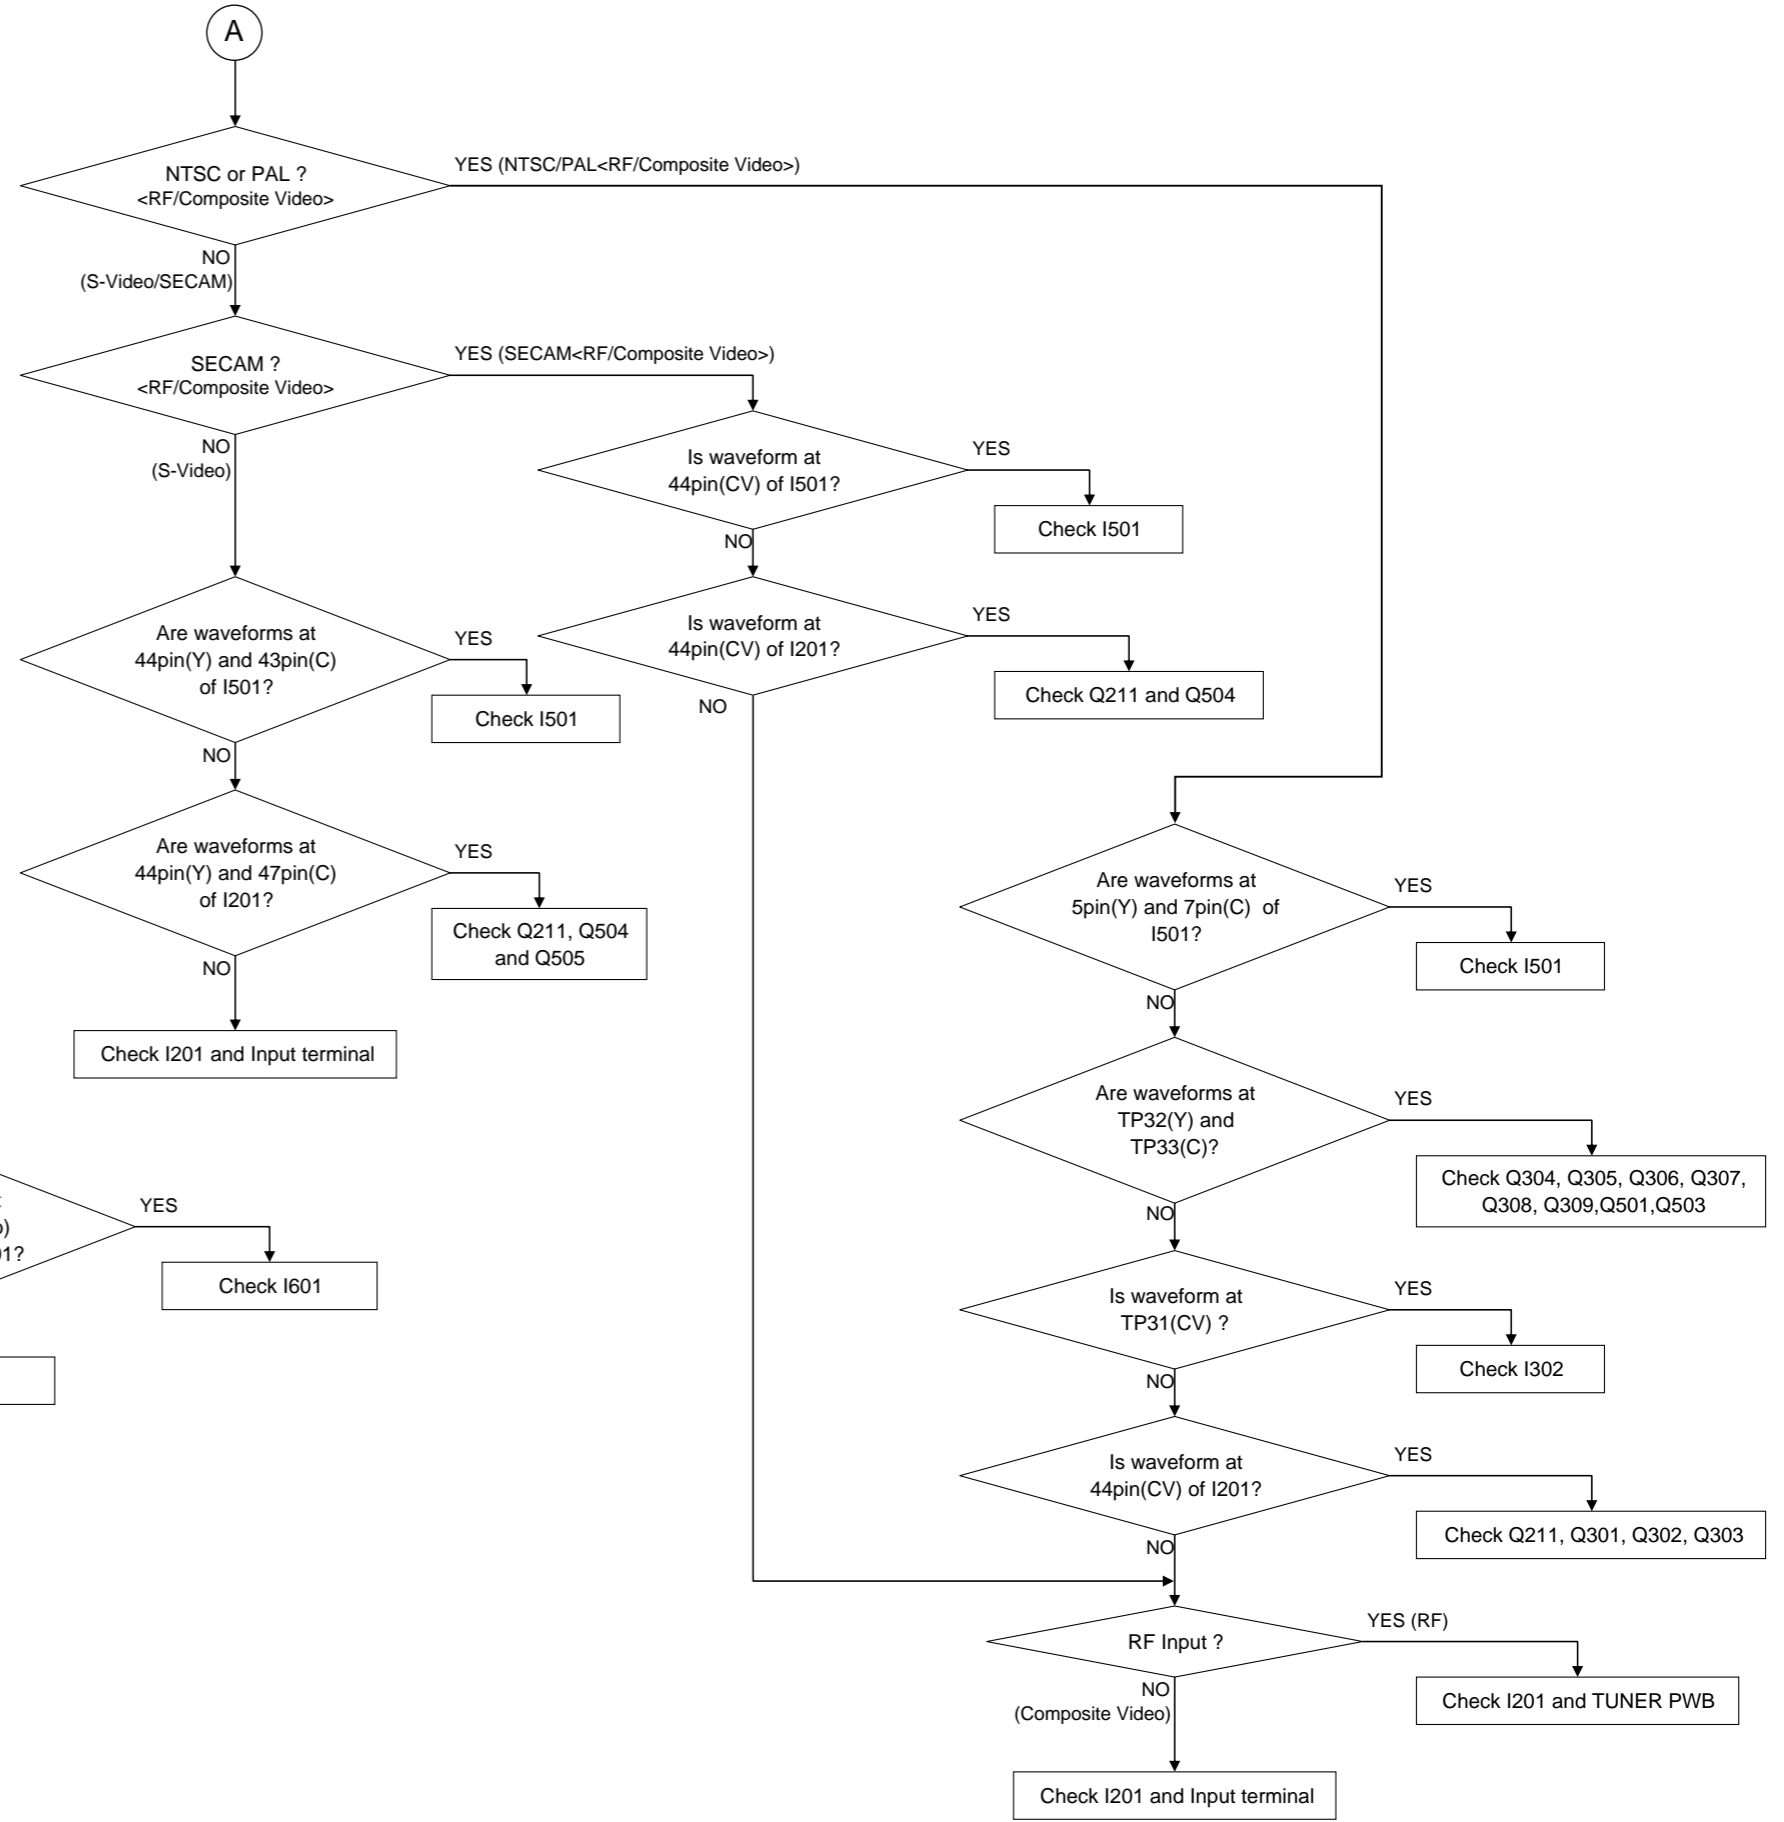 A
NTSC or PAL ?
<RF/Composite Video>
YES (NTSC/PAL<RF/Composite Video>)
NO
(S-Video/SECAM)
SECAM ?
<RF/Composite Video>
YES (SECAM<RF/Composite Video>)
NO
(S-Video)
Is waveform at
44pin(CV) of I501?
YES
Check I501
NO
Is waveform at
44pin(CV) of I201?
YES
Check Q211 and Q504
NO
Are waveforms at
44pin(Y) and 43pin(C)
of I501?
YES
Check I501
NO
Are waveforms at
44pin(Y) and 47pin(C)
of I201?
YES
Check Q211, Q504
and Q505
NO
Check I201 and Input terminal
)
1?
YES
Check I601
Are waveforms at
5pin(Y) and 7pin(C)  of
I501?
YES
Check I501
NO
Are waveforms at
TP32(Y) and
TP33(C)?
YES
Check Q304, Q305, Q306, Q307,
Q308, Q309,Q501,Q503
NO
Is waveform at
TP31(CV) ?
YES
Check I302
NO
Is waveform at
44pin(CV) of I201?
YES
Check Q211, Q301, Q302, Q303
NO
RF Input ?
YES (RF)
Check I201 and TUNER PWB
NO
(Composite Video)
Check I201 and Input terminal